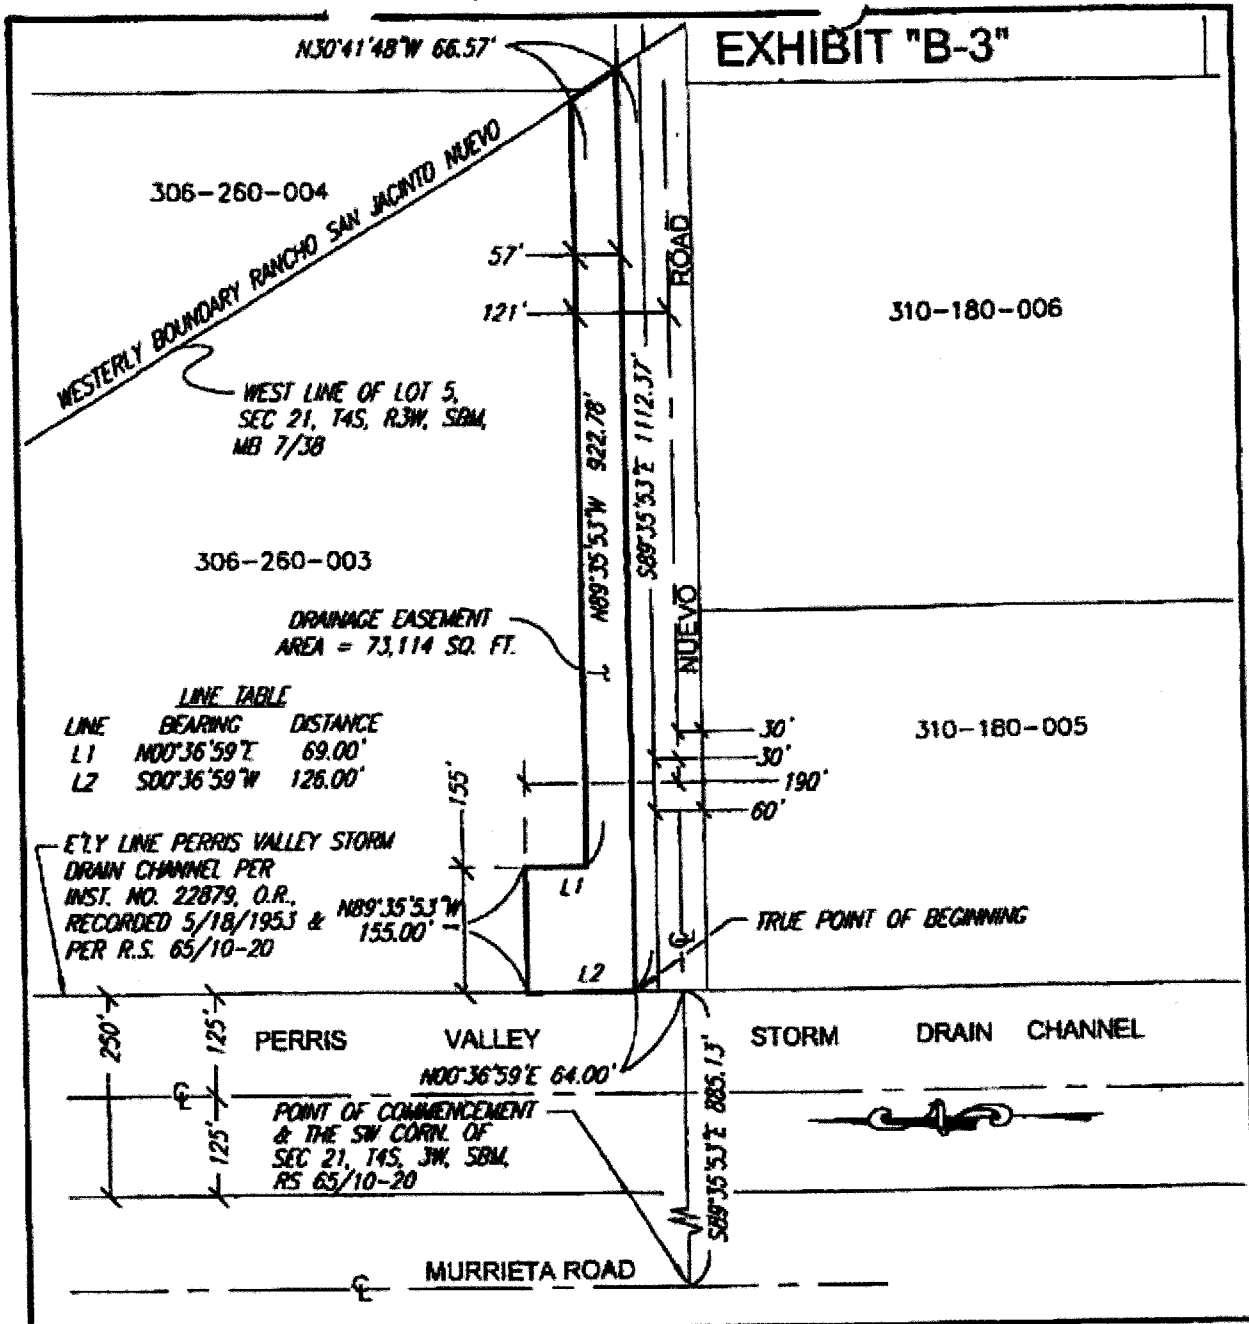 EXHIBIT "B-3"
N30°41'48"W 66.57'
306-260-004
WESTERLY BOUNDARY RANCHO SAN JACINTO NUEVO
57'
121'
ROAD
310-180-006
WEST LINE OF LOT 5,
SEC 21, T4S, R3W, SBM,
MB 7/38
N89°35'53"W 922.78'
S89°35'53"E 1112.37'
306-260-003
DRAINAGE EASEMENT
AREA = 73,114 SQ. FT.
NUEVO
LINE TABLE
LINE BEARING DISTANCE
L1 N00°36'59"E 69.00'
L2 S00°36'59"W 126.00'
30'
30'
190'
60'
310-180-005
155'
E'LY LINE PERRIS VALLEY STORM
DRAIN CHANNEL PER
INST. NO. 22879, O.R.,
RECORDED 5/18/1953 &
PER R.S. 65/10-20
N89°35'53"W
155.00'
L1
L2
TRUE POINT OF BEGINNING
CL
250'
125'
125'
PERRIS VALLEY STORM DRAIN CHANNEL
N00°36'59"E 64.00'
CL
POINT OF COMMENCEMENT
& THE SW CORN. OF
SEC 21, T4S, 3W, SBM,
RS 65/10-20
S89°35'53"E 885.13'
MURRIETA ROAD
CL